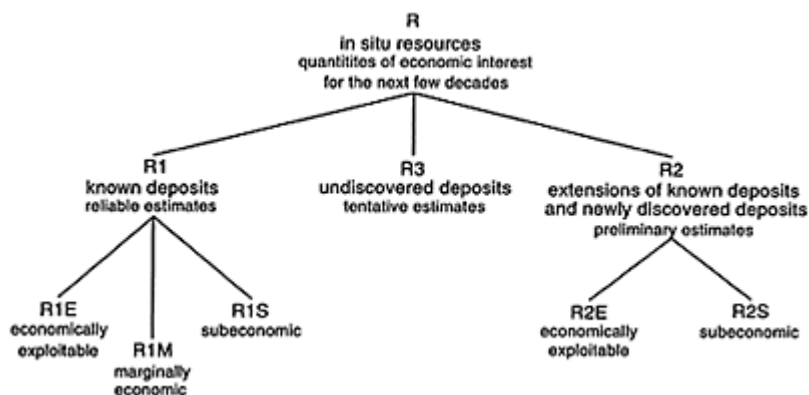 R
in situ resources
quantitites of economic interest
for the next few decades
R1
known deposits
reliable estimates
R3
undiscovered deposits
tentative estimates
R2
extensions of known deposits
and newly discovered deposits
preliminary estimates
R1E
economically
exploitable
R1M
marginally
economic
R1S
subeconomic
R2E
economically
exploitable
R2S
subeconomic